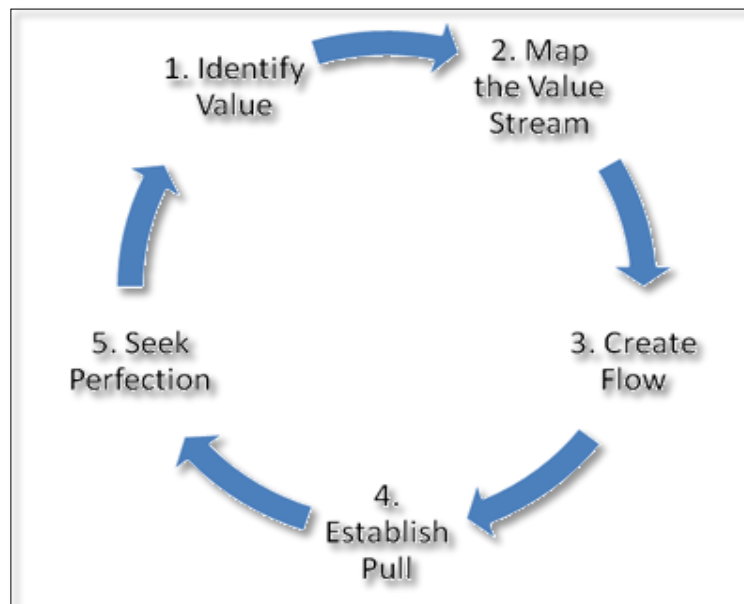 1. Identify
Value
2. Map
the Value
Stream
3. Create
Flow
4.
Establish
Pull
5. Seek
Perfection